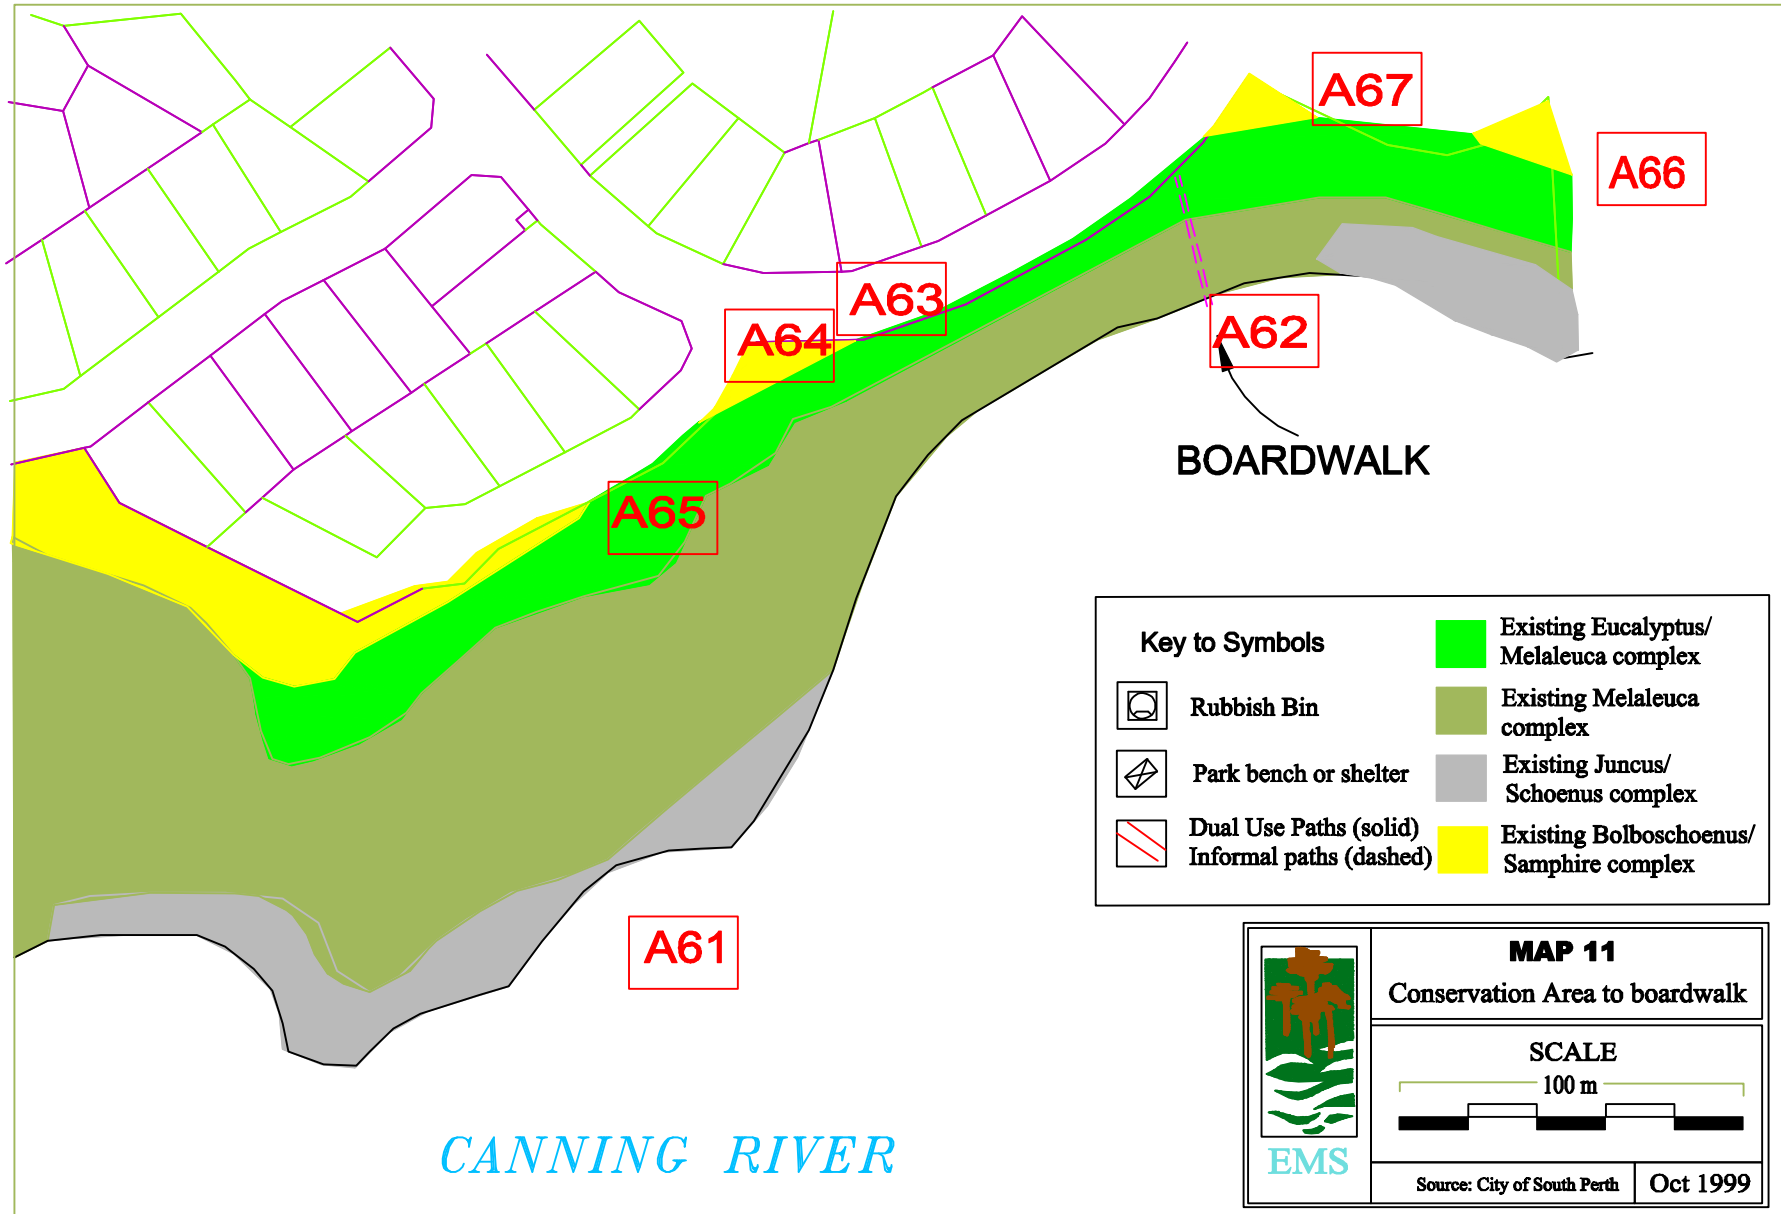 A67
A66
A63
A64
A62
BOARDWALK
A65
A61
CANNING RIVER
Key to Symbols
Rubbish Bin
Park bench or shelter
Dual Use Paths (solid)
Informal paths (dashed)
Existing Eucalyptus/
Melaleuca complex
Existing Melaleuca
complex
Existing Juncus/
Schoenus complex
Existing Bolboschoenus/
Samphire complex
EMS
MAP 11
Conservation Area to boardwalk
SCALE
100 m
Source: City of South Perth
Oct 1999